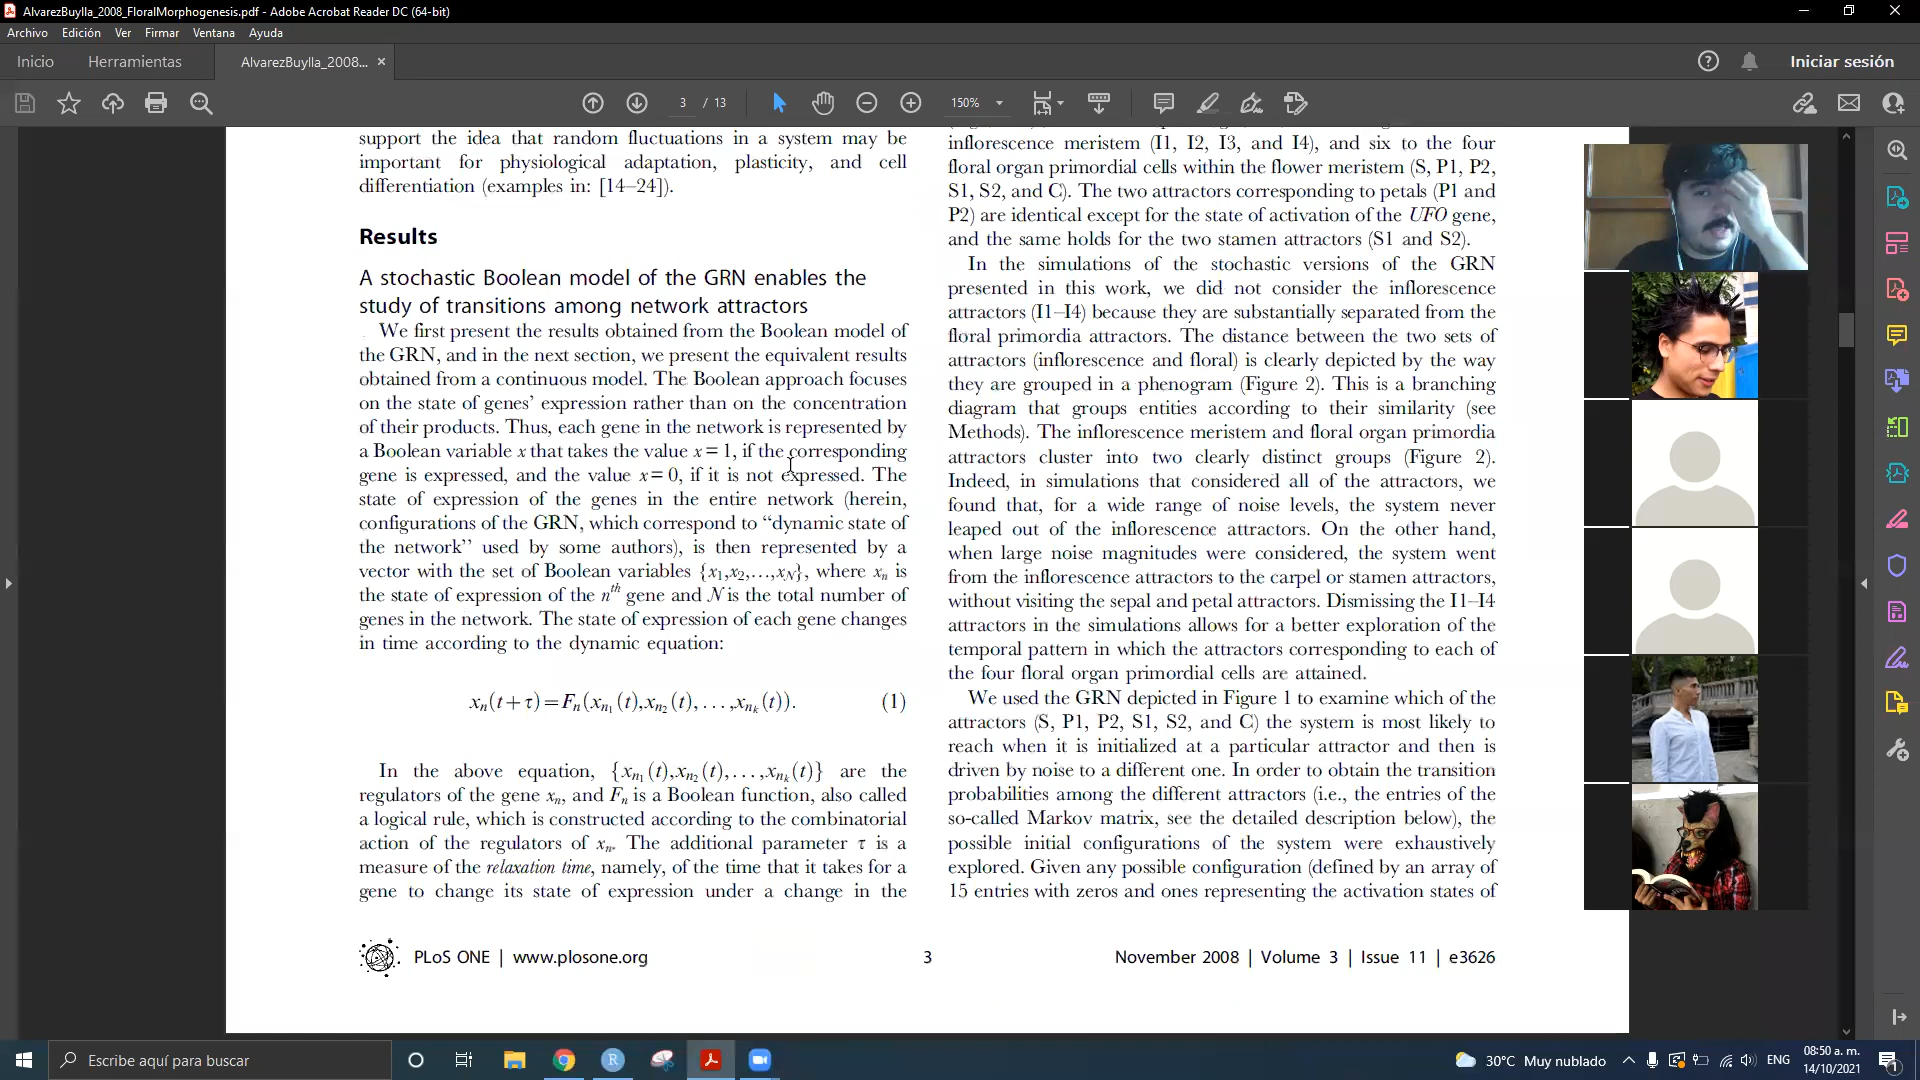 AlvarezBuylla_2008_FloralMorphogenesis.pdf - Adobe Acrobat Reader DC (64-bit)
Archivo Edición Ver Firmar Ventana Ayuda
Inicio Herramientas AlvarezBuylla_2008... × Iniciar sesión
3 / 13 150%
support the idea that random fluctuations in a system may be
important for physiological adaptation, plasticity, and cell
differentiation (examples in: [14–24]).
Results
A stochastic Boolean model of the GRN enables the
study of transitions among network attractors
We first present the results obtained from the Boolean model of
the GRN, and in the next section, we present the equivalent results
obtained from a continuous model. The Boolean approach focuses
on the state of genes’ expression rather than on the concentration
of their products. Thus, each gene in the network is represented by
a Boolean variable x that takes the value x = 1, if the corresponding
gene is expressed, and the value x = 0, if it is not expressed. The
state of expression of the genes in the entire network (herein,
configurations of the GRN, which correspond to “dynamic state of
the network’’ used by some authors), is then represented by a
vector with the set of Boolean variables {x1,x2,…,xN}, where xn is
the state of expression of the nth gene and N is the total number of
genes in the network. The state of expression of each gene changes
in time according to the dynamic equation:
xn(t+τ)=Fn(xn1(t),xn2(t),...,xnk(t)). (1)
In the above equation, {xn1(t),xn2(t),...,xnk(t)} are the
regulators of the gene xn, and Fn is a Boolean function, also called
a logical rule, which is constructed according to the combinatorial
action of the regulators of xn. The additional parameter τ is a
measure of the relaxation time, namely, of the time that it takes for a
gene to change its state of expression under a change in the
inflorescence meristem (I1, I2, I3, and I4), and six to the four
floral organ primordial cells within the flower meristem (S, P1, P2,
S1, S2, and C). The two attractors corresponding to petals (P1 and
P2) are identical except for the state of activation of the UFO gene,
and the same holds for the two stamen attractors (S1 and S2).
In the simulations of the stochastic versions of the GRN
presented in this work, we did not consider the inflorescence
attractors (I1–I4) because they are substantially separated from the
floral primordia attractors. The distance between the two sets of
attractors (inflorescence and floral) is clearly depicted by the way
they are grouped in a phenogram (Figure 2). This is a branching
diagram that groups entities according to their similarity (see
Methods). The inflorescence meristem and floral organ primordia
attractors cluster into two clearly distinct groups (Figure 2).
Indeed, in simulations that considered all of the attractors, we
found that, for a wide range of noise levels, the system never
leaped out of the inflorescence attractors. On the other hand,
when large noise magnitudes were considered, the system went
from the inflorescence attractors to the carpel or stamen attractors,
without visiting the sepal and petal attractors. Dismissing the I1–I4
attractors in the simulations allows for a better exploration of the
temporal pattern in which the attractors corresponding to each of
the four floral organ primordial cells are attained.
We used the GRN depicted in Figure 1 to examine which of the
attractors (S, P1, P2, S1, S2, and C) the system is most likely to
reach when it is initialized at a particular attractor and then is
driven by noise to a different one. In order to obtain the transition
probabilities among the different attractors (i.e., the entries of the
so-called Markov matrix, see the detailed description below), the
possible initial configurations of the system were exhaustively
explored. Given any possible configuration (defined by an array of
15 entries with zeros and ones representing the activation states of
PLoS ONE | www.plosone.org 3 November 2008 | Volume 3 | Issue 11 | e3626
Escribe aquí para buscar 30°C Muy nublado ENG 08:50 a. m.
14/10/2021